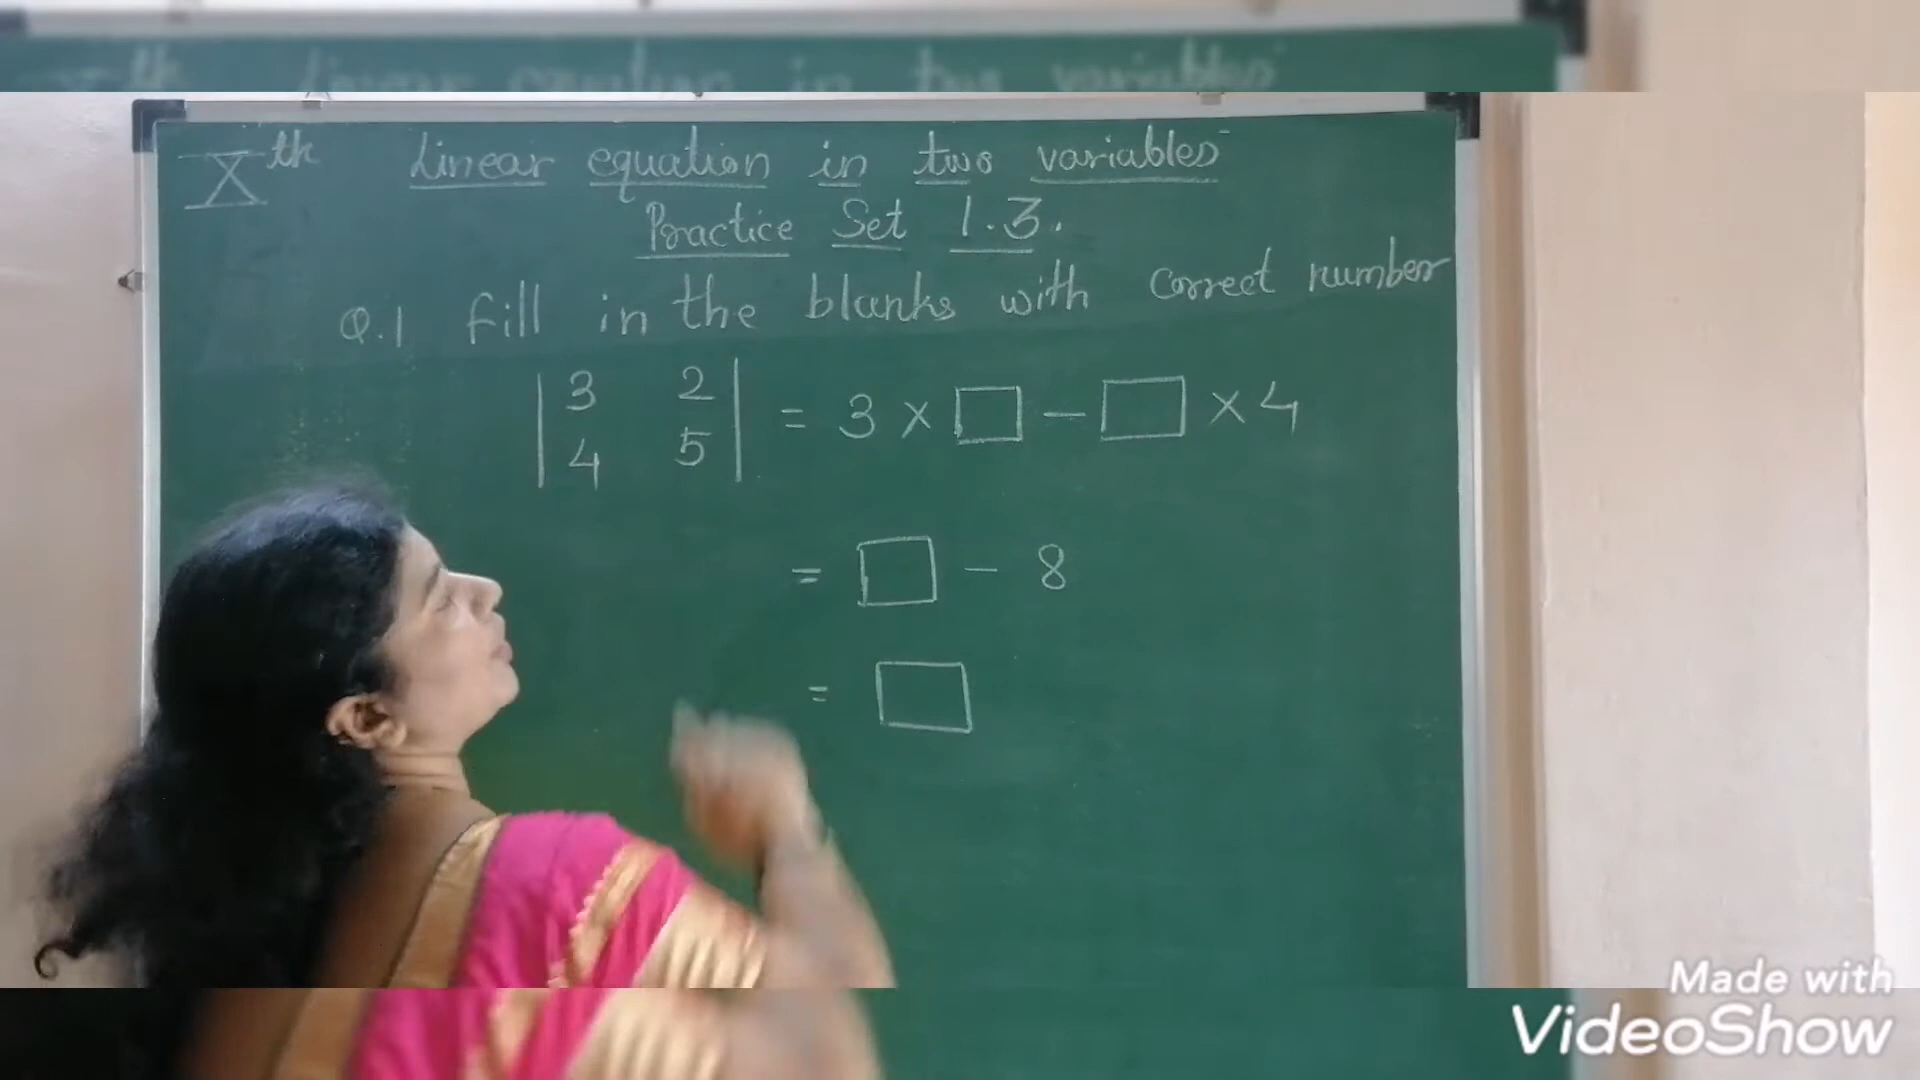 Xth Linear equation in two variables
Practice Set 1.3.
Q.1 fill in the blanks with correct number
| 3 2 | = 3 × □ − □ × 4
| 4 5 |
= □ − 8
= □
Made with
VideoShow